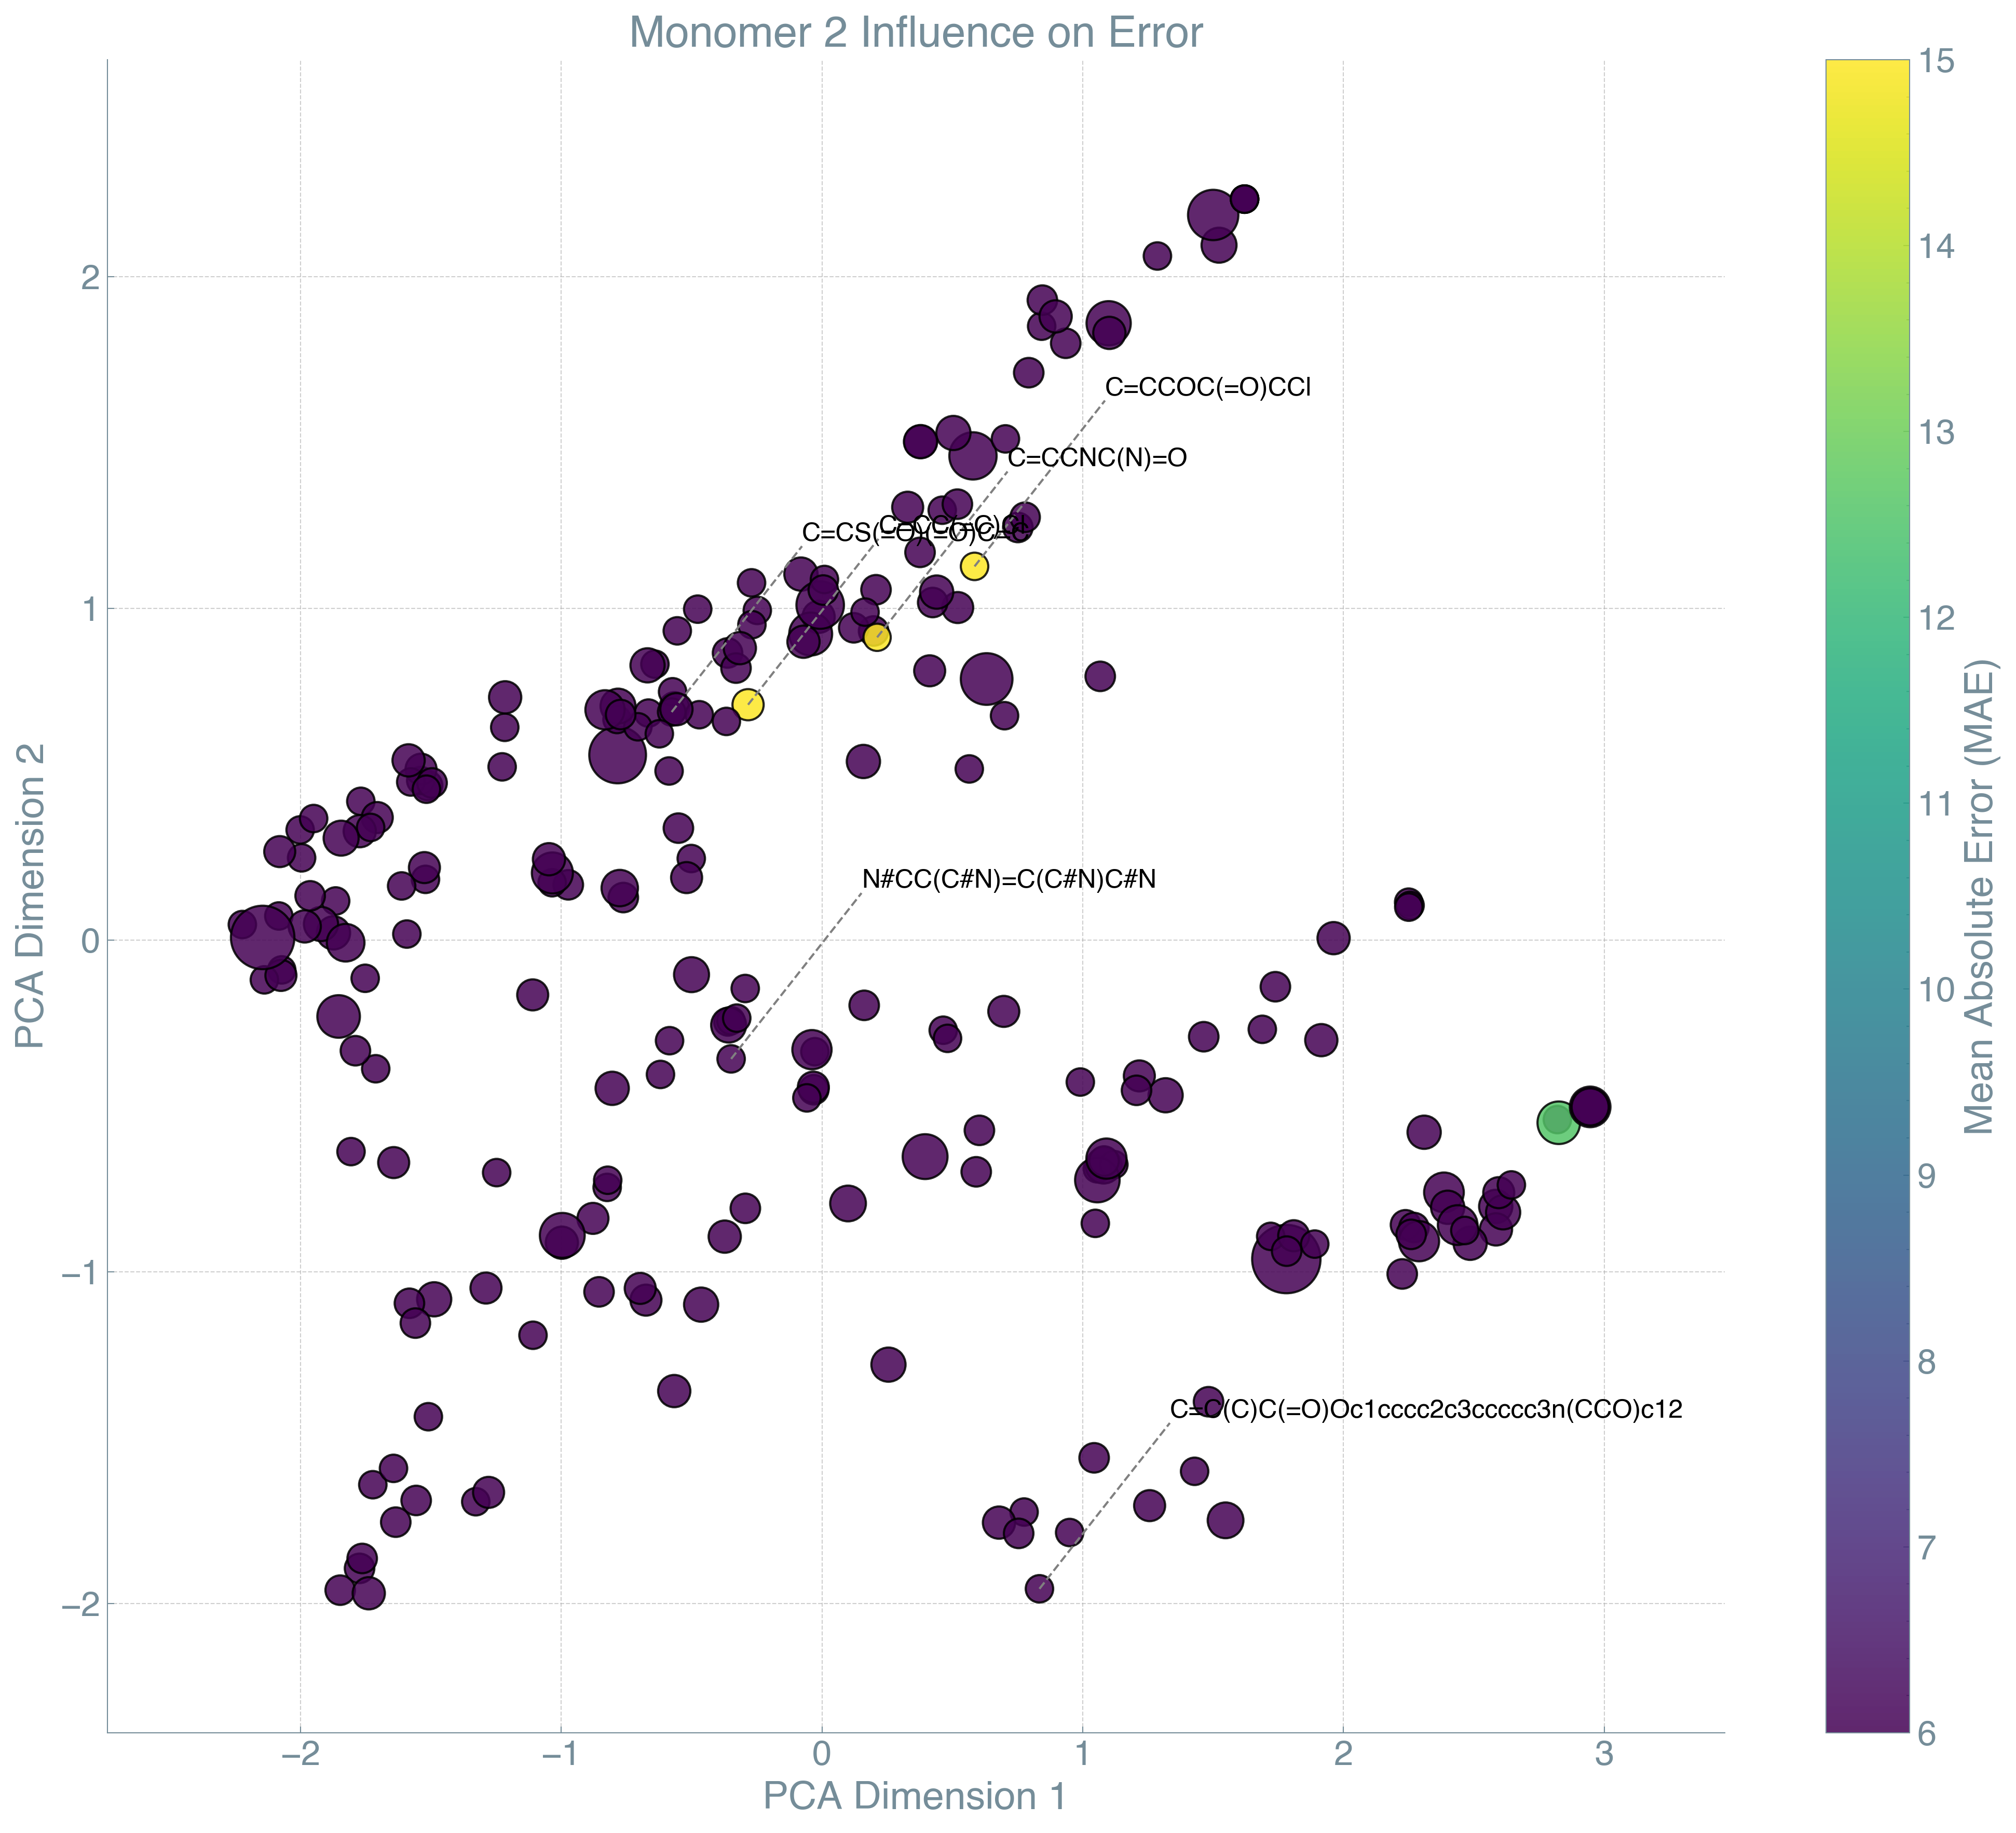 Monomer 2 Influence on Error
15
14
13
12
11
10
9
8
7
6
Mean Absolute Error (MAE)
2
1
0
−1
−2
PCA Dimension 2
C=CCOC(=O)CCl
C=CCNC(N)=O
C=CS(=O)(=O)C=C
N#CC(C#N)=C(C#N)C#N
C=C(C)C(=O)Oc1cccc2c3ccccc3n(CCO)c12
−2
−1
0
1
2
3
PCA Dimension 1